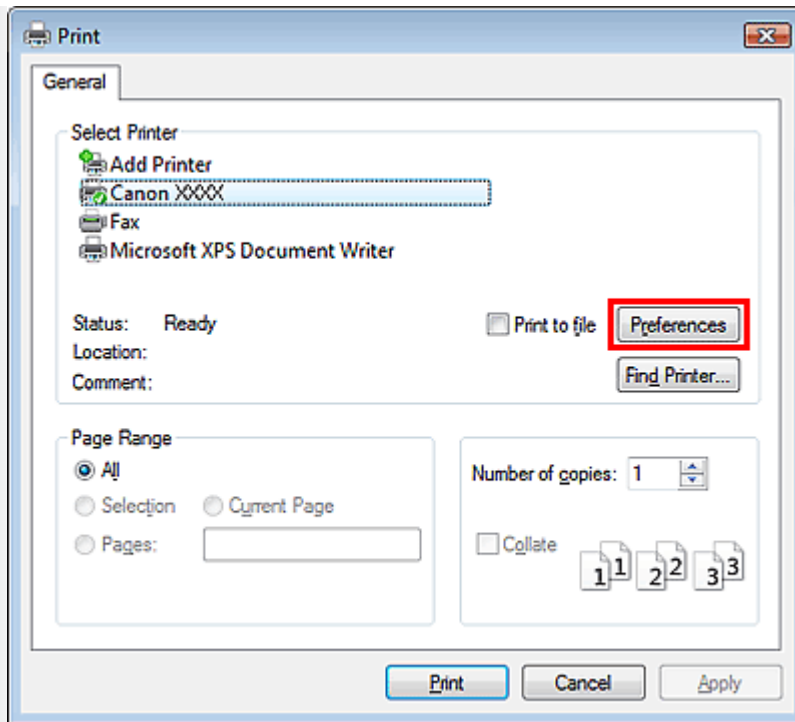 Print
General
Select Printer
Add Printer
Canon XXXX
Fax
Microsoft XPS Document Writer
Status: Ready
Print to file
Preferences
Location:
Comment:
Find Printer...
Page Range
All
Selection Current Page
Pages:
Number of copies: 1
Collate
1 1 2 2 3 3
Print Cancel Apply